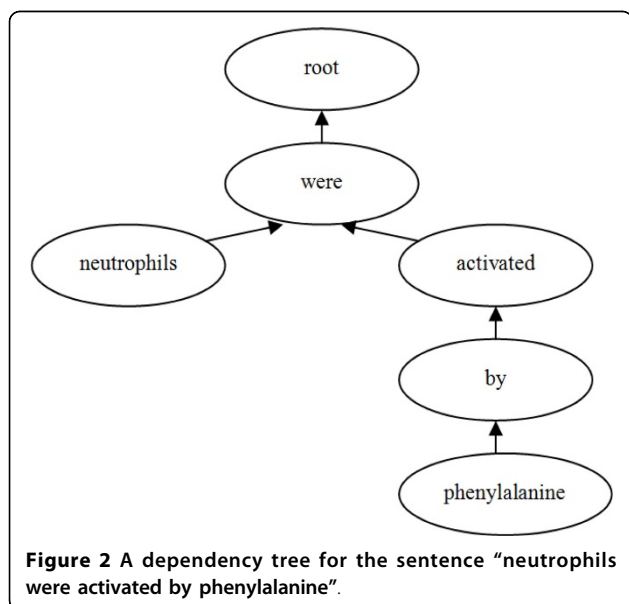 root
were
neutrophils activated
by
phenylalanine
Figure 2 A dependency tree for the sentence “neutrophils
were activated by phenylalanine”.